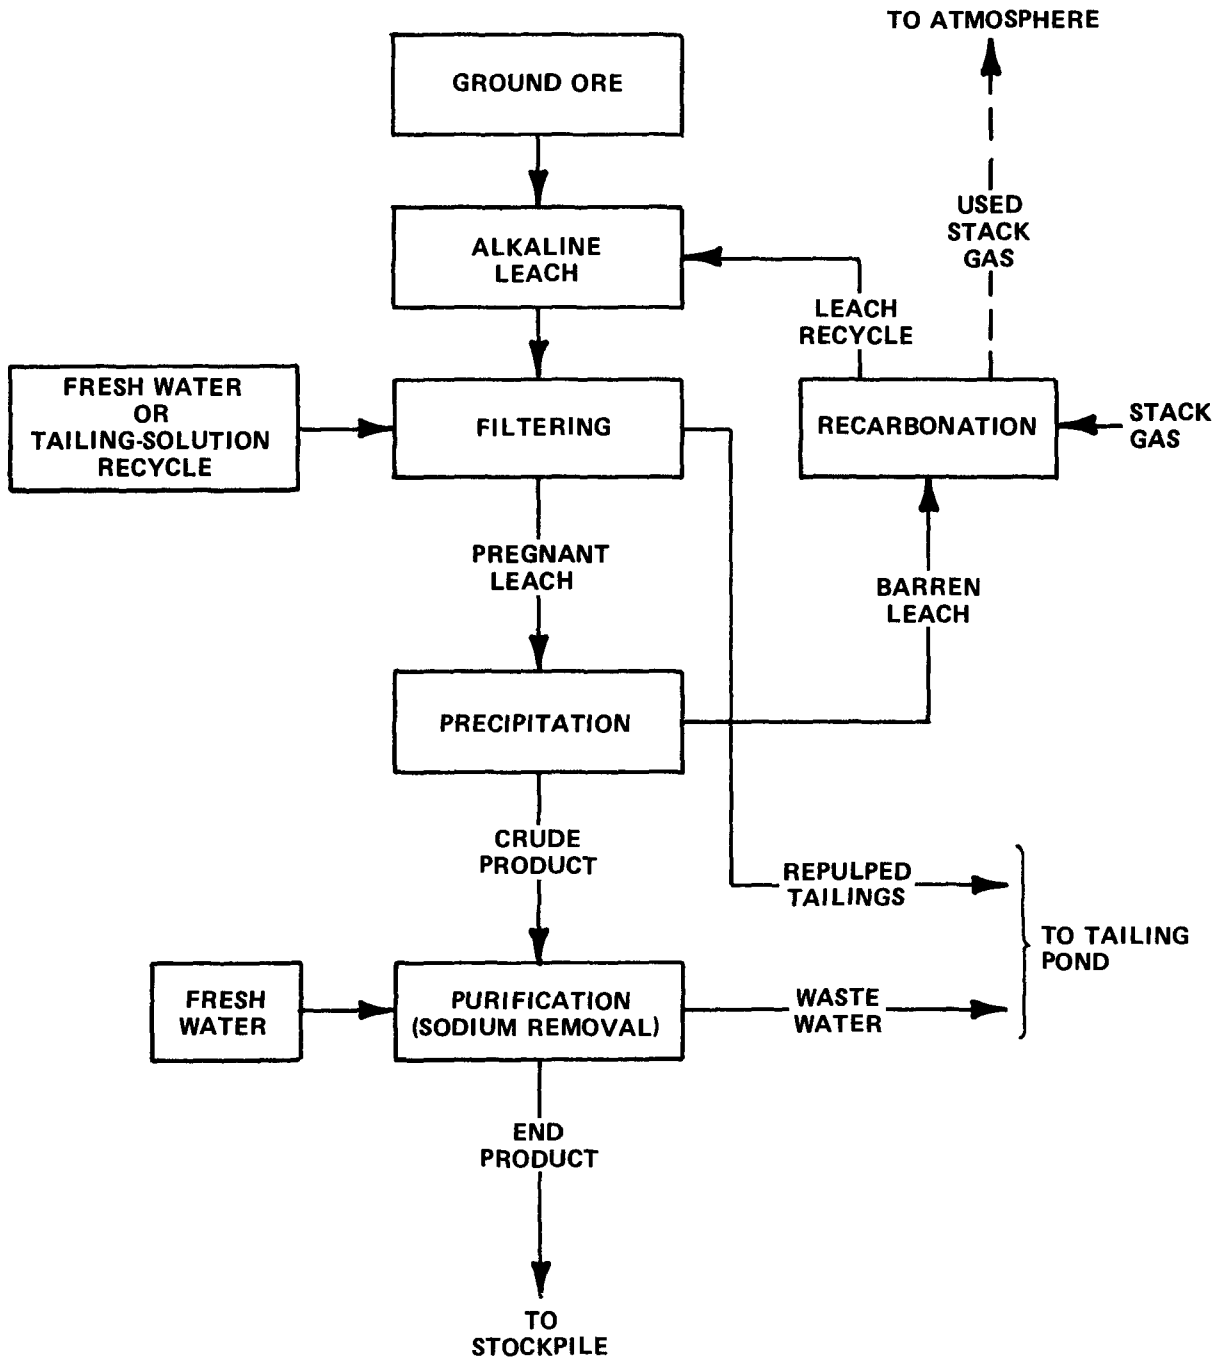 TO ATMOSPHERE
GROUND ORE
USED
STACK
GAS
ALKALINE
LEACH
LEACH
RECYCLE
FRESH WATER
OR
TAILING-SOLUTION
RECYCLE
FILTERING
RECARBONATION
STACK
GAS
PREGNANT
LEACH
BARREN
LEACH
PRECIPITATION
CRUDE
PRODUCT
REPULPED
TAILINGS
TO TAILING
POND
FRESH
WATER
PURIFICATION
(SODIUM REMOVAL)
WASTE
WATER
END
PRODUCT
TO
STOCKPILE